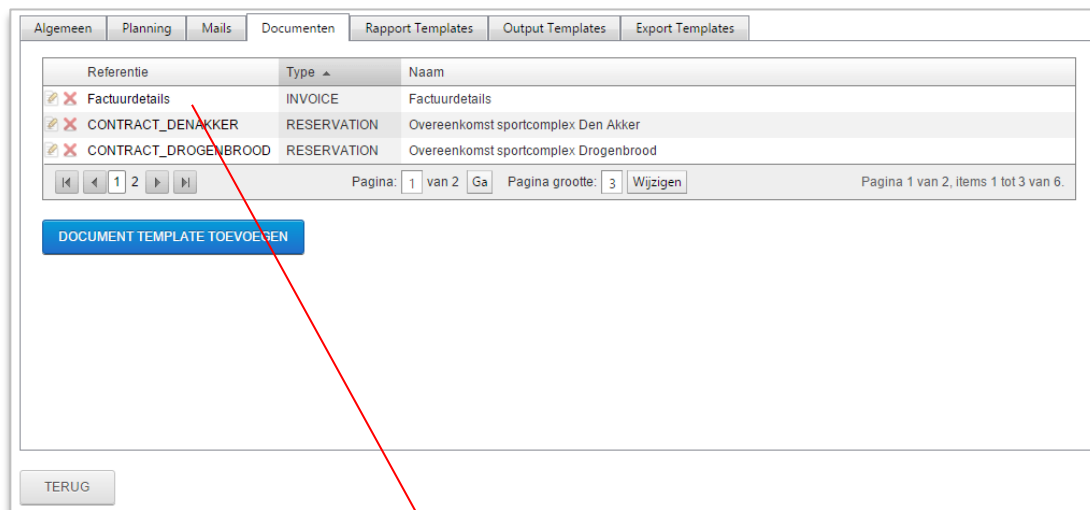 Algemeen Planning Mails Documenten Rapport Templates Output Templates Export Templates
Referentie Type Naam
Factuurdetails INVOICE Factuurdetails
CONTRACT_DENAKKER RESERVATION Overeenkomst sportcomplex Den Akker
CONTRACT_DROGENBROOD RESERVATION Overeenkomst sportcomplex Drogenbrood
1 2 Pagina: 1 van 2 Ga Pagina grootte: 3 Wijzigen Pagina 1 van 2, items 1 tot 3 van 6.
DOCUMENT TEMPLATE TOEVOEGEN
TERUG